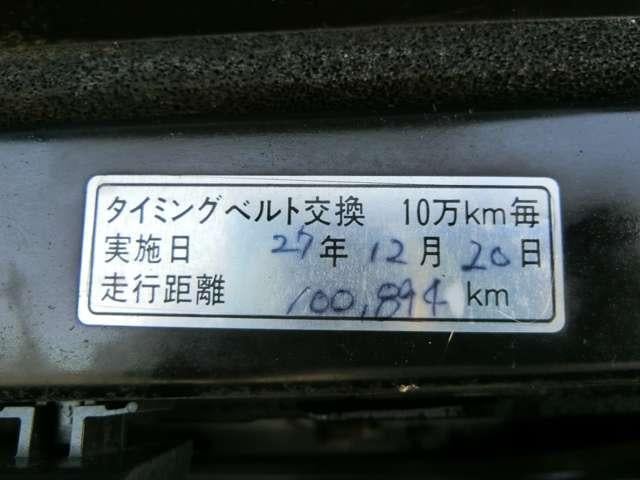 タイミングベルト交換 10万km毎
実施日 27年 12月 20日
走行距離 100,894 km